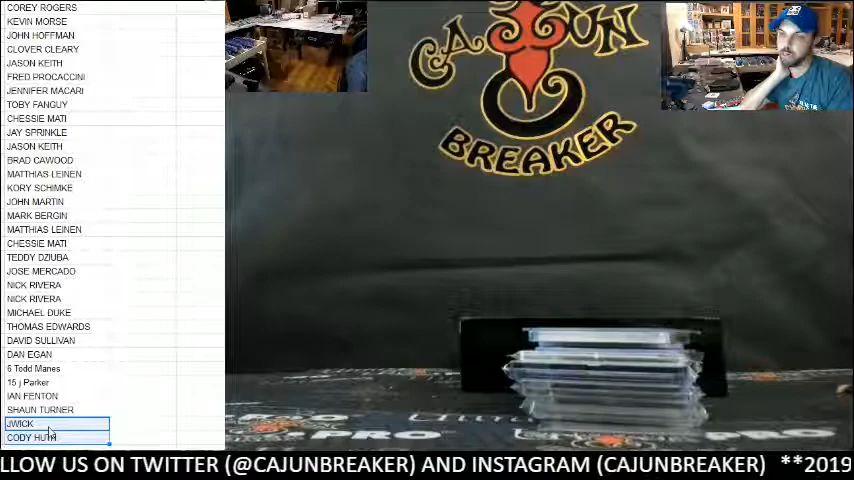 COREY ROGERS
KEVIN MORSE
JOHN HOFFMAN
CLOVER CLEARY
JASON KEITH
FRED PROCACCINI
JENNIFER MACARI
TOBY FANGUY
CHESSIE MATI
JAY SPRINKLE
JASON KEITH
BRAD CAWOOD
MATTHIAS LEINEN
KORY SCHIMKE
JOHN MARTIN
MARK BERGIN
MATTHIAS LEINEN
CHESSIE MATI
TEDDY DZIUBA
JOSE MERCADO
NICK RIVERA
NICK RIVERA
MICHAEL DUKE
THOMAS EDWARDS
DAVID SULLIVAN
DAN EGAN
6 Todd Manes
15 j Parker
IAN FENTON
SHAUN TURNER
JWICK
CODY HUTH
CAJUN
BREAKER
PRO
LLOW US ON TWITTER (@CAJUNBREAKER) AND INSTAGRAM (CAJUNBREAKER) **2019